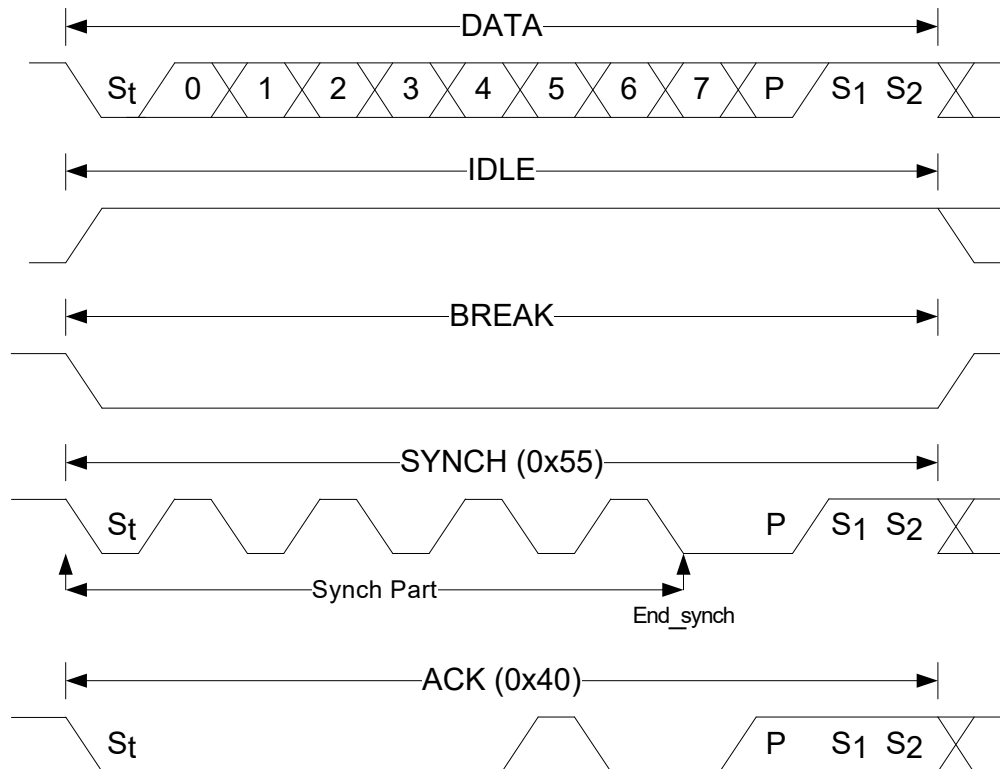 DATA
St 0 1 2 3 4 5 6 7 P S1 S2
IDLE
BREAK
SYNCH (0x55)
St P S1 S2
Synch Part
End_synch
ACK (0x40)
St P S1 S2